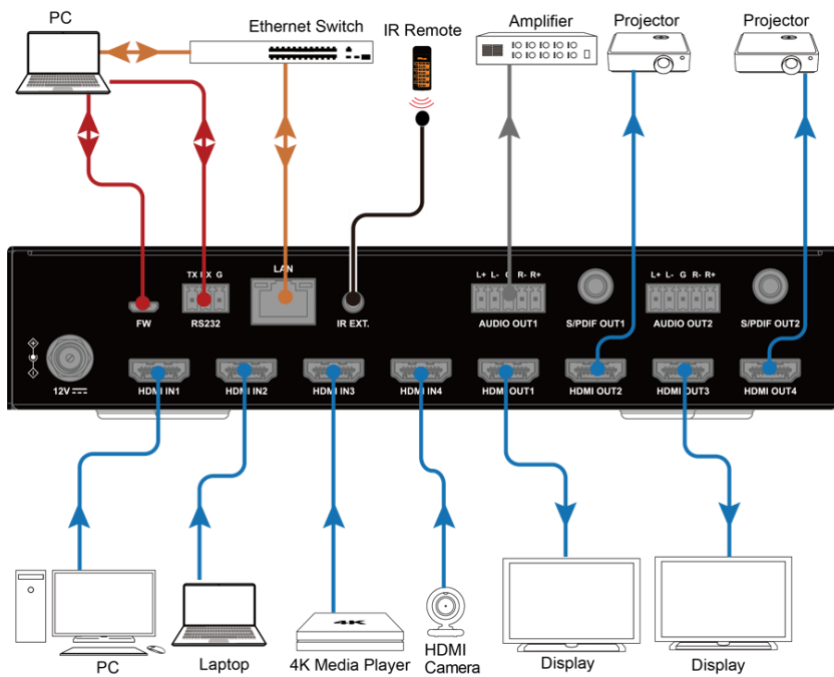 PC
Ethernet Switch
IR Remote
Amplifier
Projector
Projector
TX RX G
LAN
L+ L- G R- R+
L+ L- G R- R+
FW
RS232
IR EXT.
AUDIO OUT1
S/PDIF OUT1
AUDIO OUT2
S/PDIF OUT2
12V
HDMI IN1
HDMI IN2
HDMI IN3
HDMI IN4
HDMI OUT1
HDMI OUT2
HDMI OUT3
HDMI OUT4
4K
PC
Laptop
4K Media Player
HDMI
Camera
Display
Display